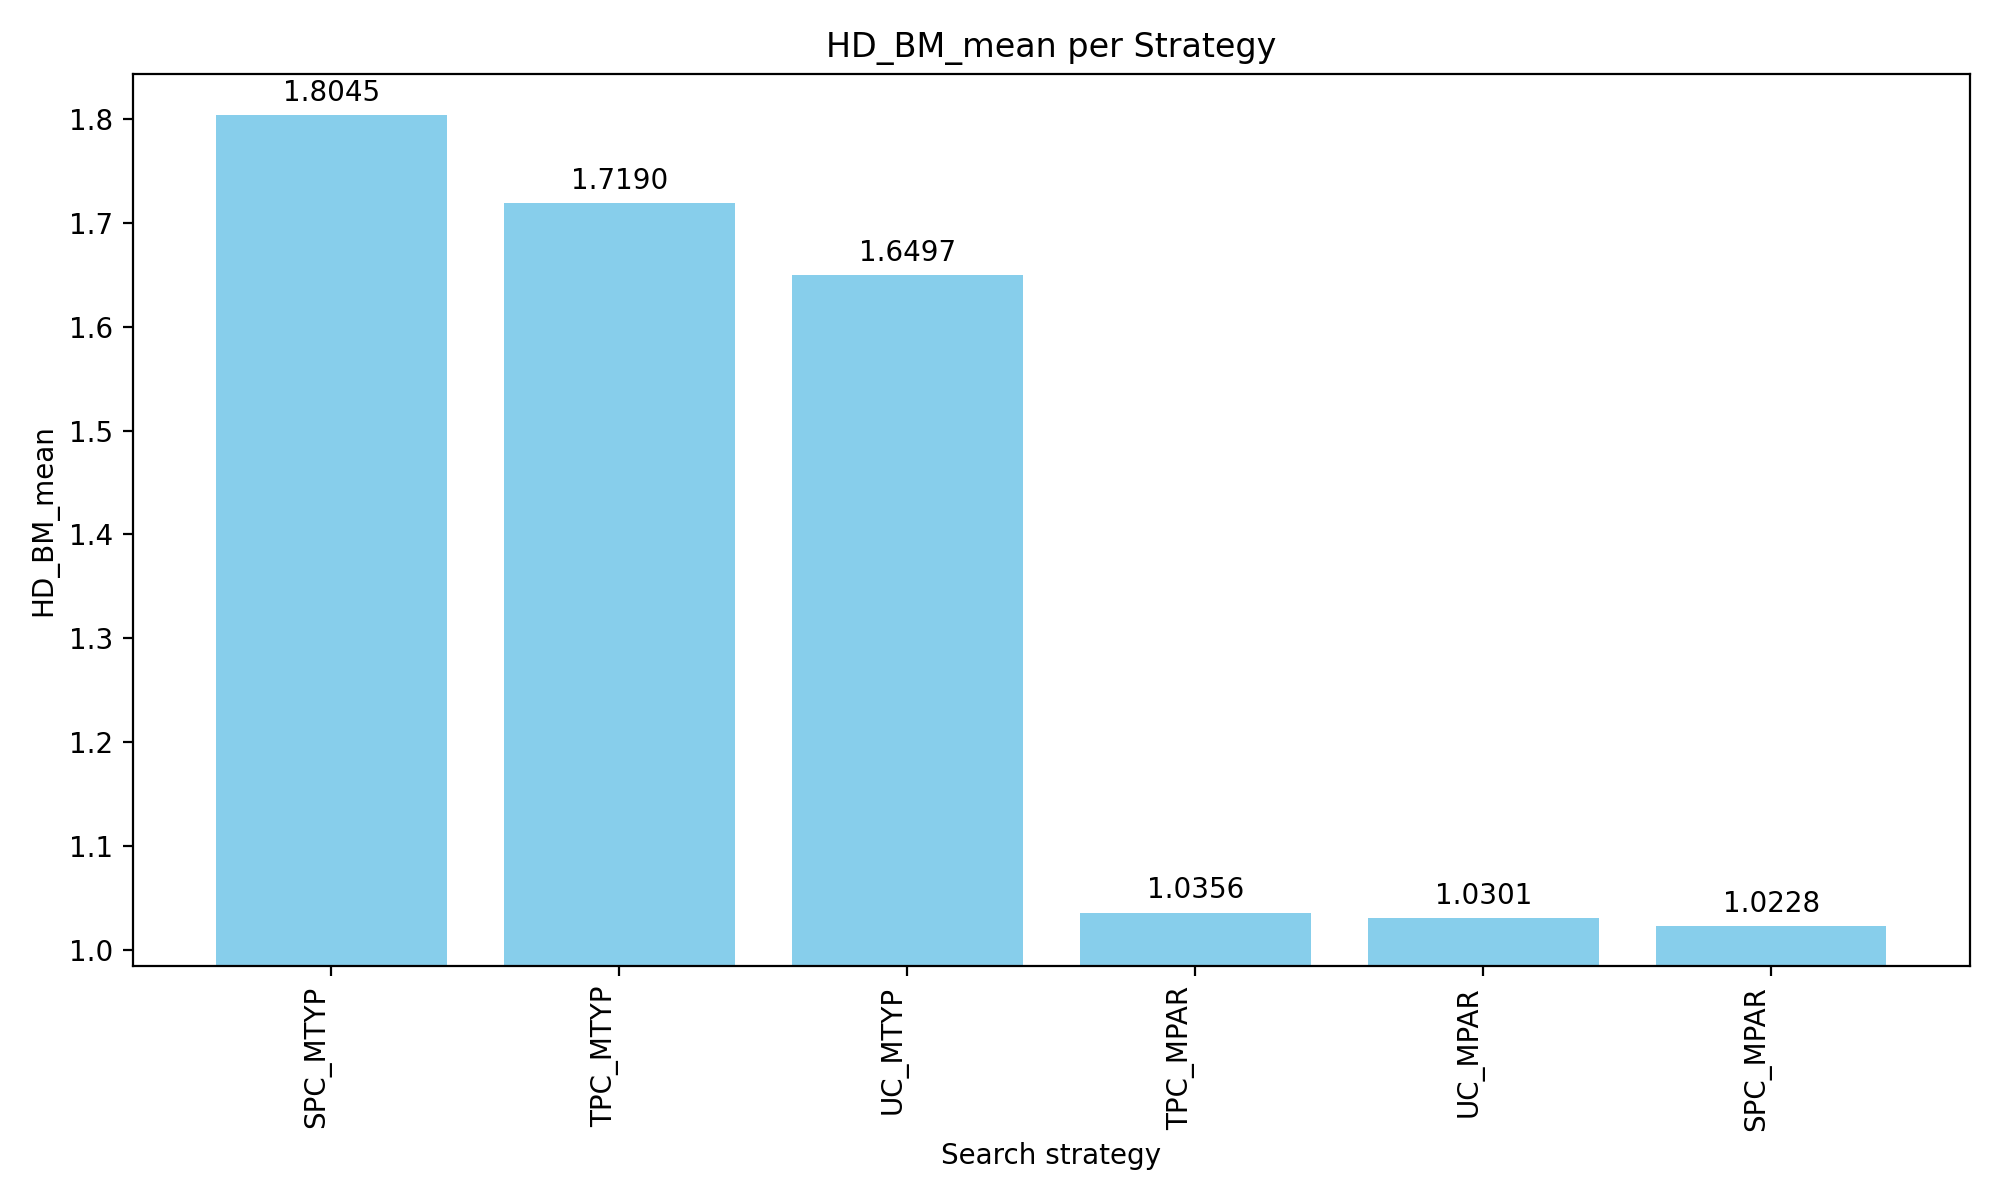 HD_BM_mean per Strategy
HD_BM_mean
1.8
1.7
1.6
1.5
1.4
1.3
1.2
1.1
1.0
1.8045
1.7190
1.6497
1.0356
1.0301
1.0228
SPC_MTYP
TPC_MTYP
UC_MTYP
TPC_MPAR
UC_MPAR
SPC_MPAR
Search strategy